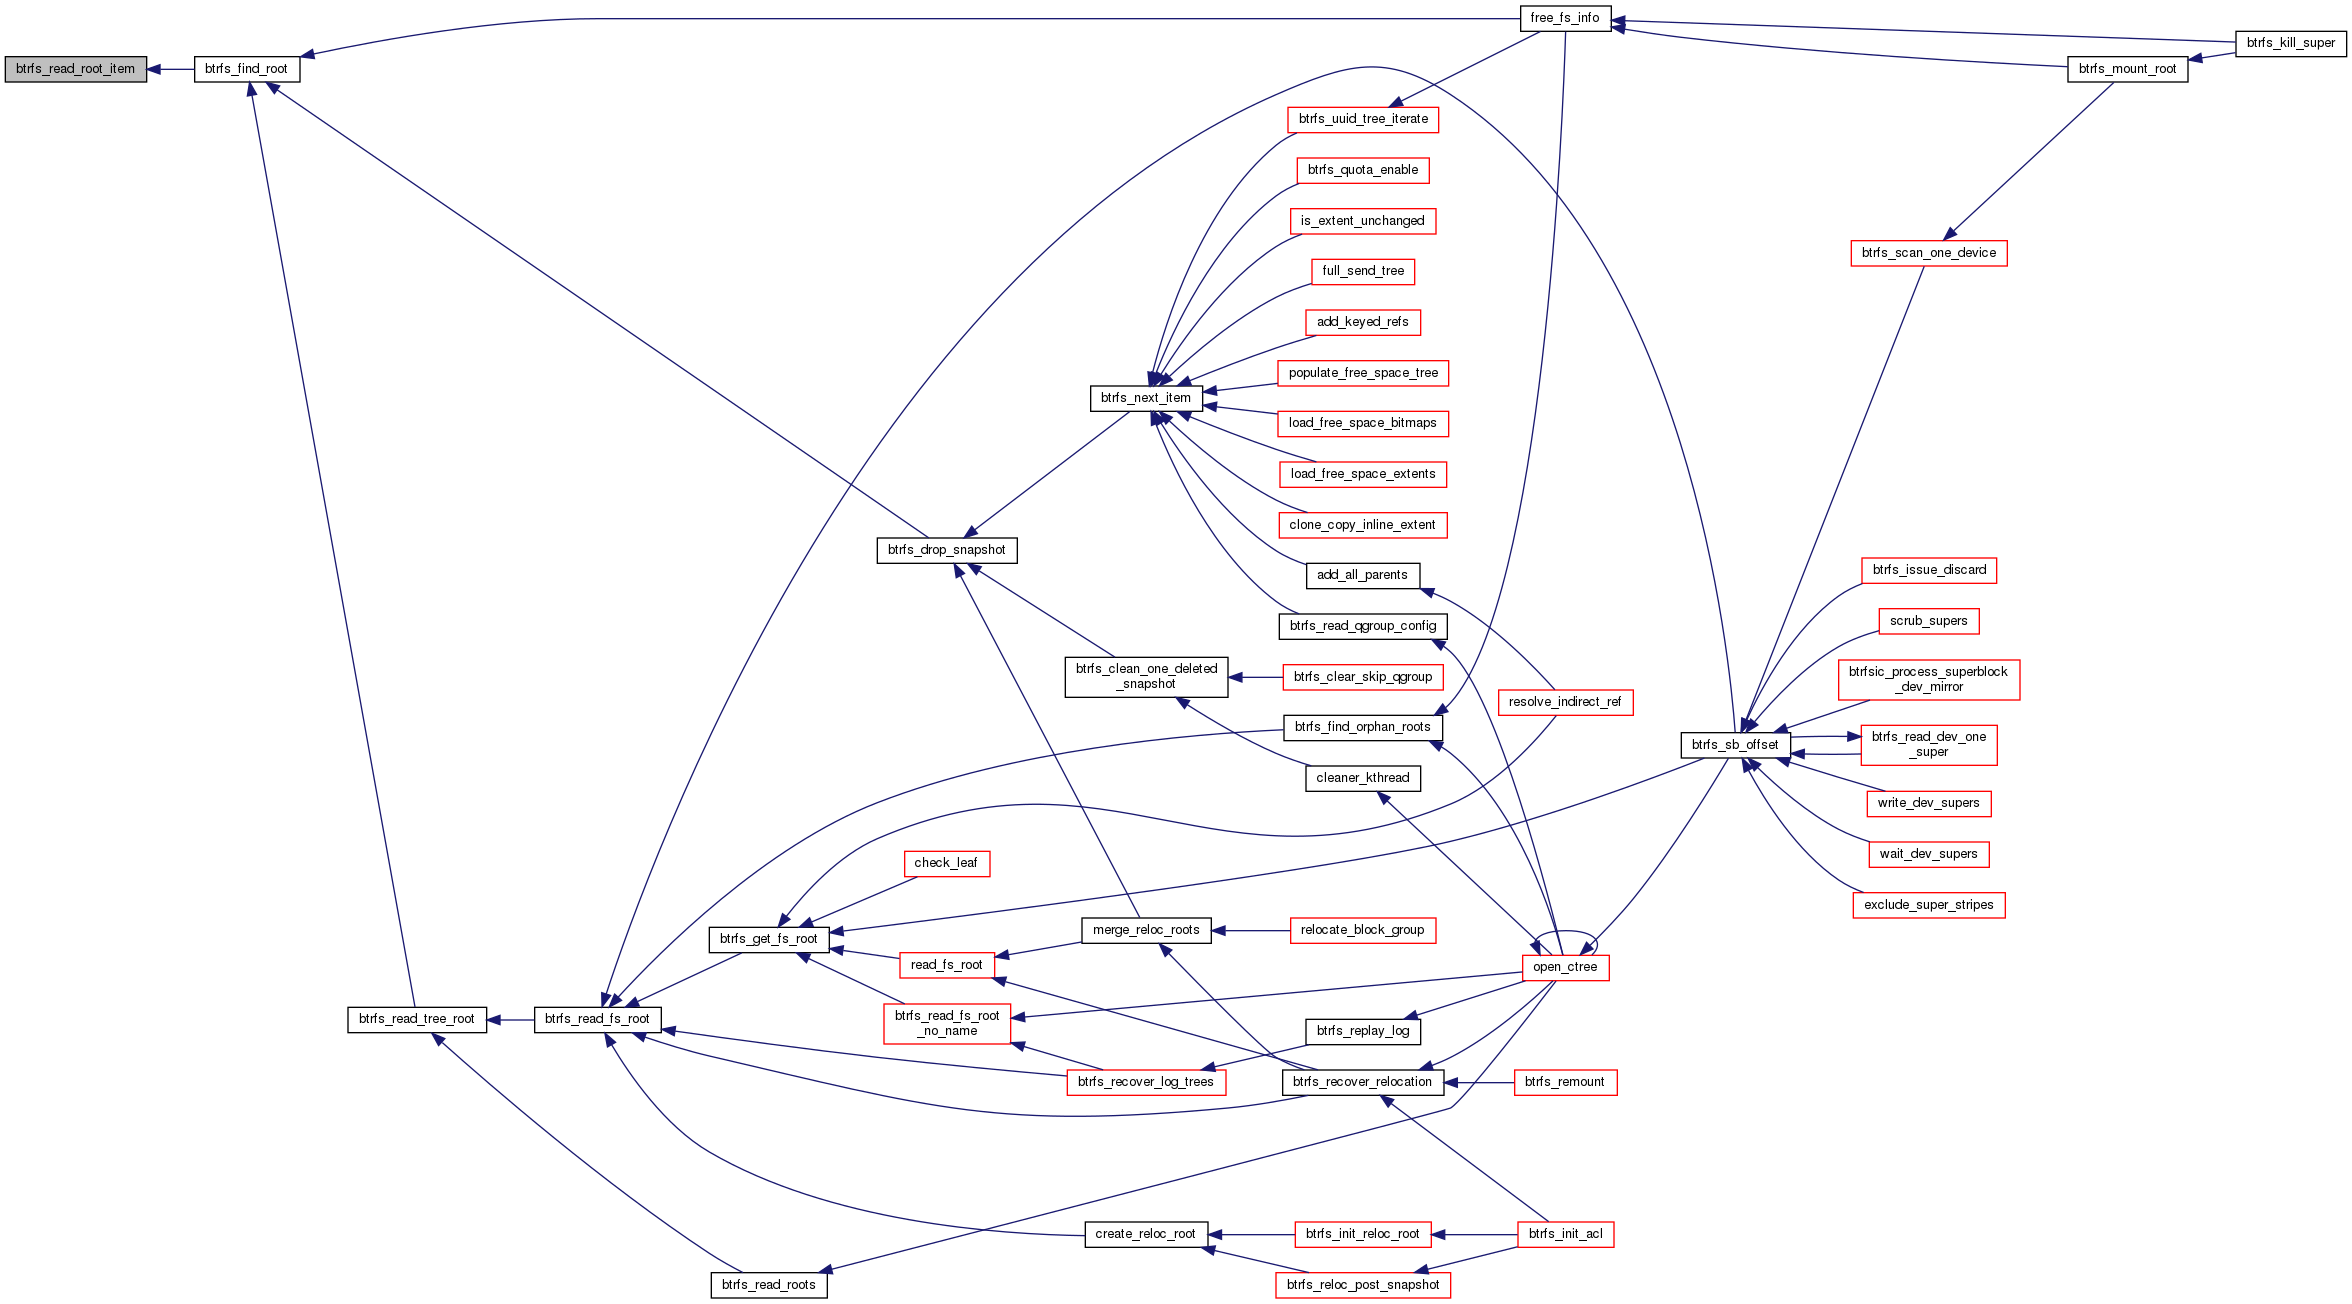 free_fs_info
btrfs_kill_super
btrfs_read_root_item
btrfs_find_root
btrfs_mount_root
btrfs_uuid_tree_iterate
btrfs_quota_enable
is_extent_unchanged
btrfs_scan_one_device
full_send_tree
add_keyed_refs
populate_free_space_tree
btrfs_next_item
load_free_space_bitmaps
load_free_space_extents
clone_copy_inline_extent
btrfs_drop_snapshot
btrfs_issue_discard
add_all_parents
scrub_supers
btrfs_read_qgroup_config
btrfs_clean_one_deleted
_snapshot
btrfs_clear_skip_qgroup
btrfsic_process_superblock
_dev_mirror
resolve_indirect_ref
btrfs_find_orphan_roots
btrfs_sb_offset
btrfs_read_dev_one
_super
cleaner_kthread
write_dev_supers
check_leaf
wait_dev_supers
exclude_super_stripes
btrfs_get_fs_root
merge_reloc_roots
relocate_block_group
read_fs_root
open_ctree
btrfs_read_tree_root
btrfs_read_fs_root
btrfs_read_fs_root
_no_name
btrfs_replay_log
btrfs_recover_log_trees
btrfs_recover_relocation
btrfs_remount
create_reloc_root
btrfs_init_reloc_root
btrfs_init_acl
btrfs_read_roots
btrfs_reloc_post_snapshot